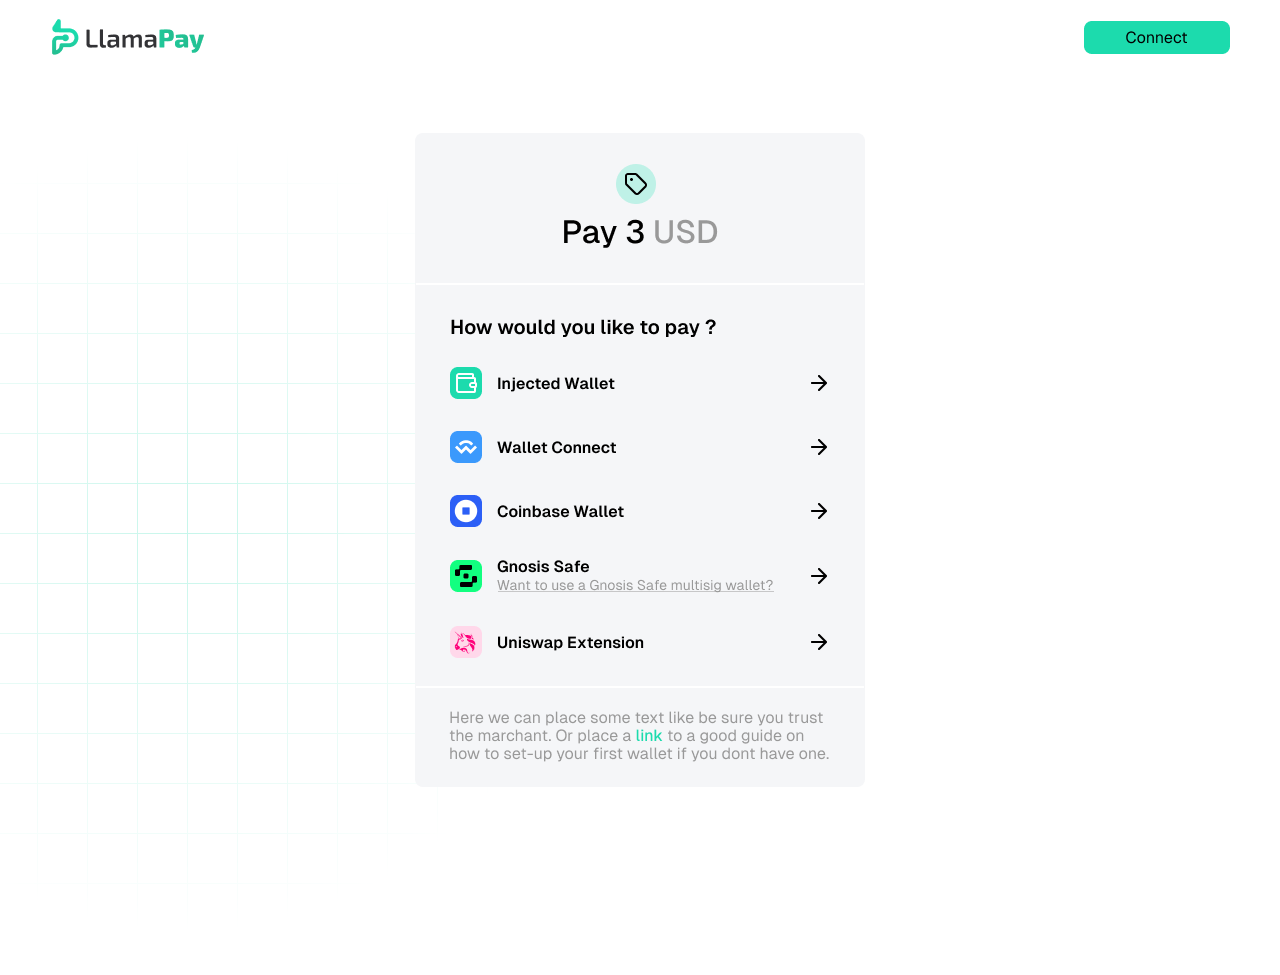 LlamaPay
Connect
Pay 3 USD
How would you like to pay ?
Injected Wallet
Wallet Connect
Coinbase Wallet
Gnosis Safe
Want to use a Gnosis Safe multisig wallet?
Uniswap Extension
Here we can place some text like be sure you trust
the marchant. Or place a link to a good guide on
how to set-up your first wallet if you dont have one.